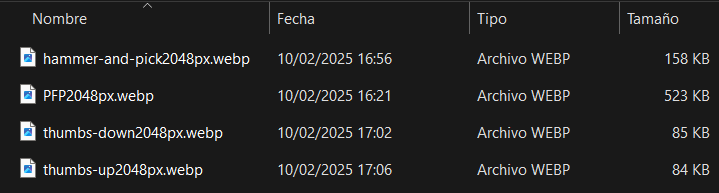 Nombre Fecha Tipo Tamaño
hammer-and-pick2048px.webp 10/02/2025 16:56 Archivo WEBP 158 KB
PFP2048px.webp 10/02/2025 16:21 Archivo WEBP 523 KB
thumbs-down2048px.webp 10/02/2025 17:02 Archivo WEBP 85 KB
thumbs-up2048px.webp 10/02/2025 17:06 Archivo WEBP 84 KB